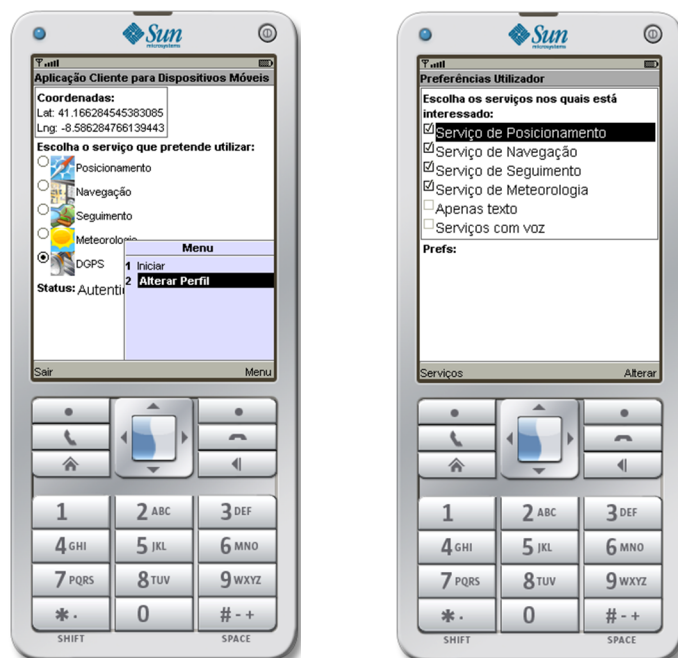 Sun
microsystems
Aplicação Cliente para Dispositivos Móveis
Coordenadas:
Lat: 41.166284545383085
Lng: -8.586284766139443
Escolha o serviço que pretende utilizar:
Posicionamento
Navegação
Seguimento
Meteorologia
DGPS
Status: Autenti
Menu
1 Iniciar
2 Alterar Perfil
Sair
Menu
1
2 ABC
3 DEF
4 GHI
5 JKL
6 MNO
7 PQRS
8 TUV
9 WXYZ
* .
0
# - +
SHIFT
SPACE
Sun
microsystems
Preferências Utilizador
Escolha os serviços nos quais está
interessado:
Serviço de Posicionamento
Serviço de Navegação
Serviço de Seguimento
Serviço de Meteorologia
Apenas texto
Serviços com voz
Prefs:
Serviços
Alterar
1
2 ABC
3 DEF
4 GHI
5 JKL
6 MNO
7 PQRS
8 TUV
9 WXYZ
* .
0
# - +
SHIFT
SPACE